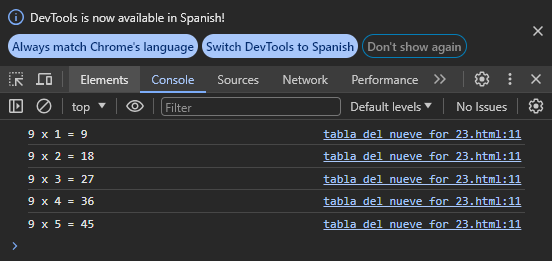 DevTools is now available in Spanish!
Always match Chrome's language Switch DevTools to Spanish Don't show again
Elements Console Sources Network Performance
top Filter Default levels No Issues
9 x 1 = 9 tabla del nueve for 23.html:11
9 x 2 = 18 tabla del nueve for 23.html:11
9 x 3 = 27 tabla del nueve for 23.html:11
9 x 4 = 36 tabla del nueve for 23.html:11
9 x 5 = 45 tabla del nueve for 23.html:11